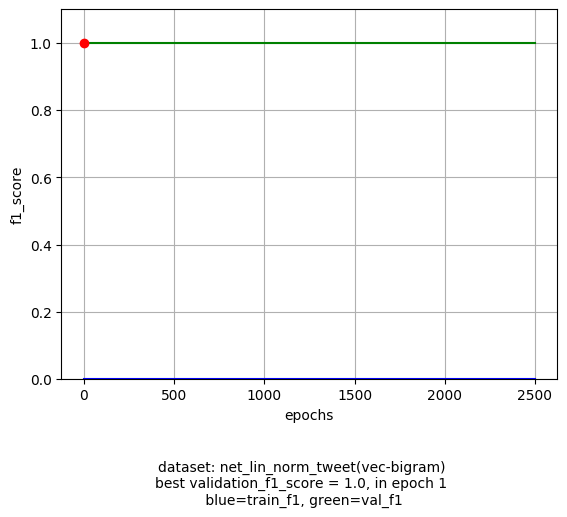 1.0
0.8
0.6
0.4
0.2
0.0
f1_score
0 500 1000 1500 2000 2500
epochs
dataset: net_lin_norm_tweet(vec-bigram)
best validation_f1_score = 1.0, in epoch 1
blue=train_f1, green=val_f1